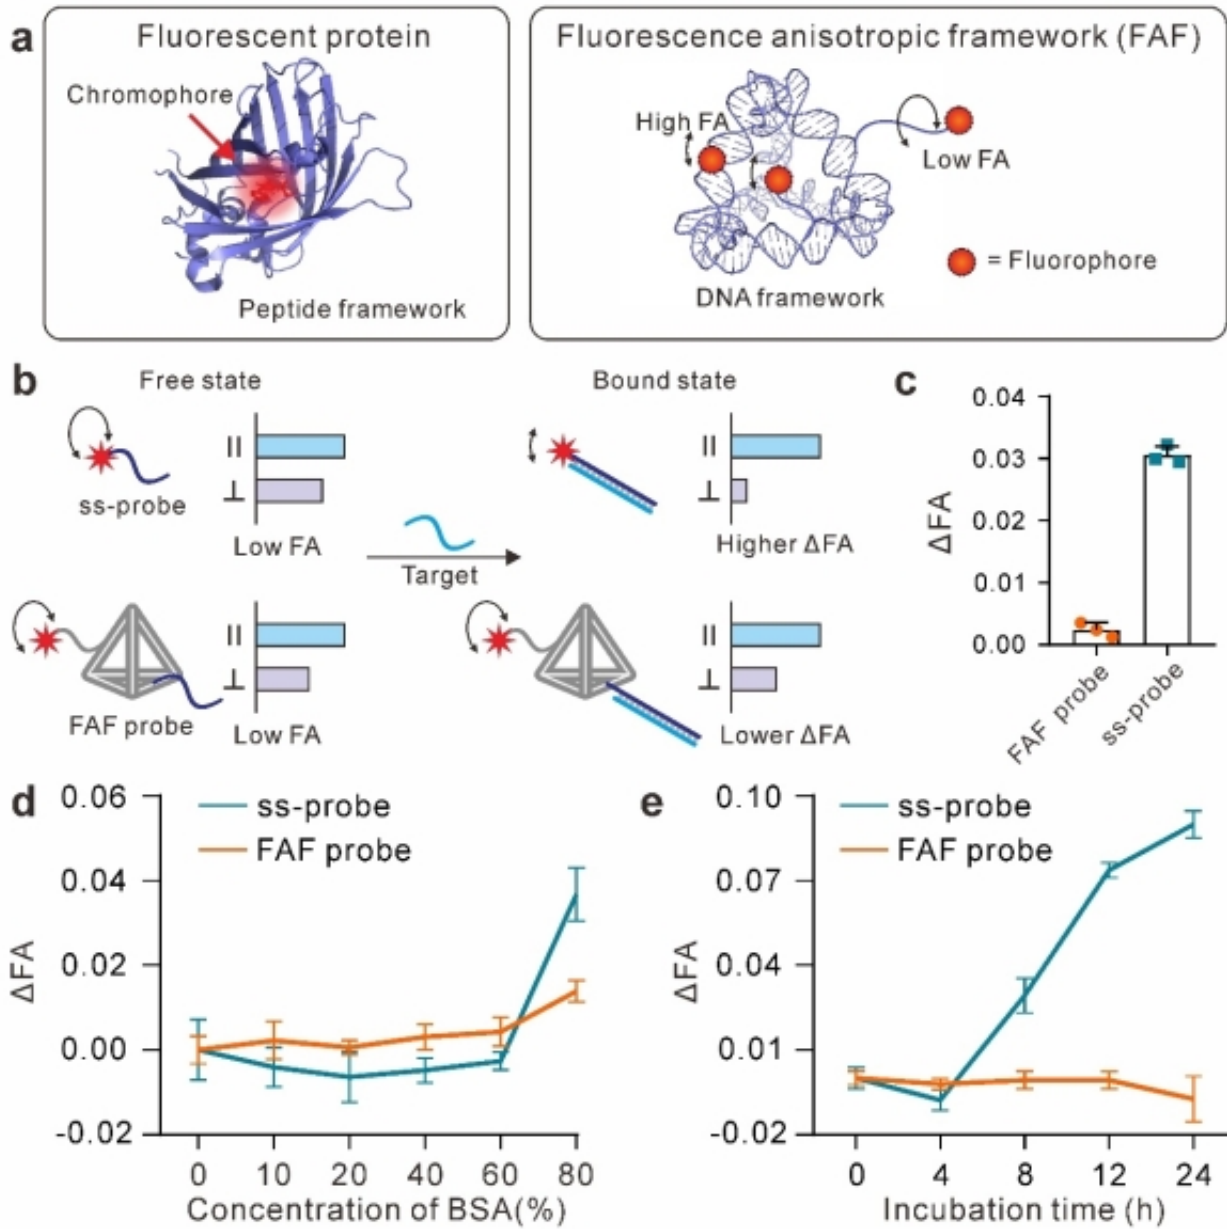 a
Fluorescent protein
Chromophore
Peptide framework
Fluorescence anisotropic framework (FAF)
High FA
Low FA
= Fluorophore
DNA framework
b
Free state
Bound state
||
⊥
ss-probe
Low FA
Target
||
⊥
Higher ΔFA
||
⊥
FAF probe
Low FA
||
⊥
Lower ΔFA
c
0.04
0.03
0.02
0.01
0.00
ΔFA
FAF probe
ss-probe
d
0.06
0.04
0.02
0.00
-0.02
ΔFA
ss-probe
FAF probe
0 10 20 40 60 80
Concentration of BSA(%)
e
0.10
0.07
0.04
0.01
-0.02
ΔFA
ss-probe
FAF probe
0 4 8 12 24
Incubation time (h)